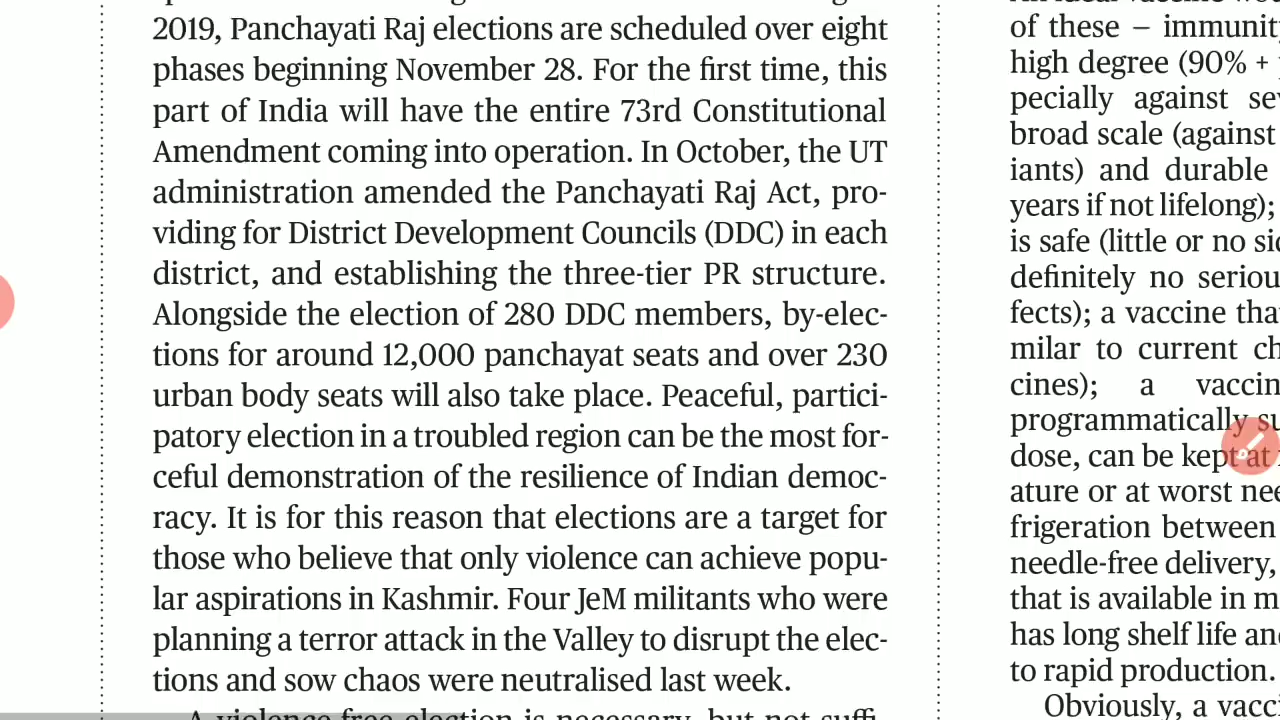 2019, Panchayati Raj elections are scheduled over eight
phases beginning November 28. For the first time, this
part of India will have the entire 73rd Constitutional
Amendment coming into operation. In October, the UT
administration amended the Panchayati Raj Act, pro-
viding for District Development Councils (DDC) in each
district, and establishing the three-tier PR structure.
Alongside the election of 280 DDC members, by-elec-
tions for around 12,000 panchayat seats and over 230
urban body seats will also take place. Peaceful, partici-
patory election in a troubled region can be the most for-
ceful demonstration of the resilience of Indian democ-
racy. It is for this reason that elections are a target for
those who believe that only violence can achieve popu-
lar aspirations in Kashmir. Four JeM militants who were
planning a terror attack in the Valley to disrupt the elec-
tions and sow chaos were neutralised last week.
A violence free election is necessary, but not suffi-
of these – immunit
high degree (90% +
pecially against se
broad scale (against
iants) and durable
years if not lifelong);
is safe (little or no si
definitely no seriou
fects); a vaccine tha
milar to current ch
cines); a vaccin
programmatically su
dose, can be kept at
ature or at worst nee
frigeration between
needle-free delivery,
that is available in m
has long shelf life an
to rapid production.
Obviously, a vacci